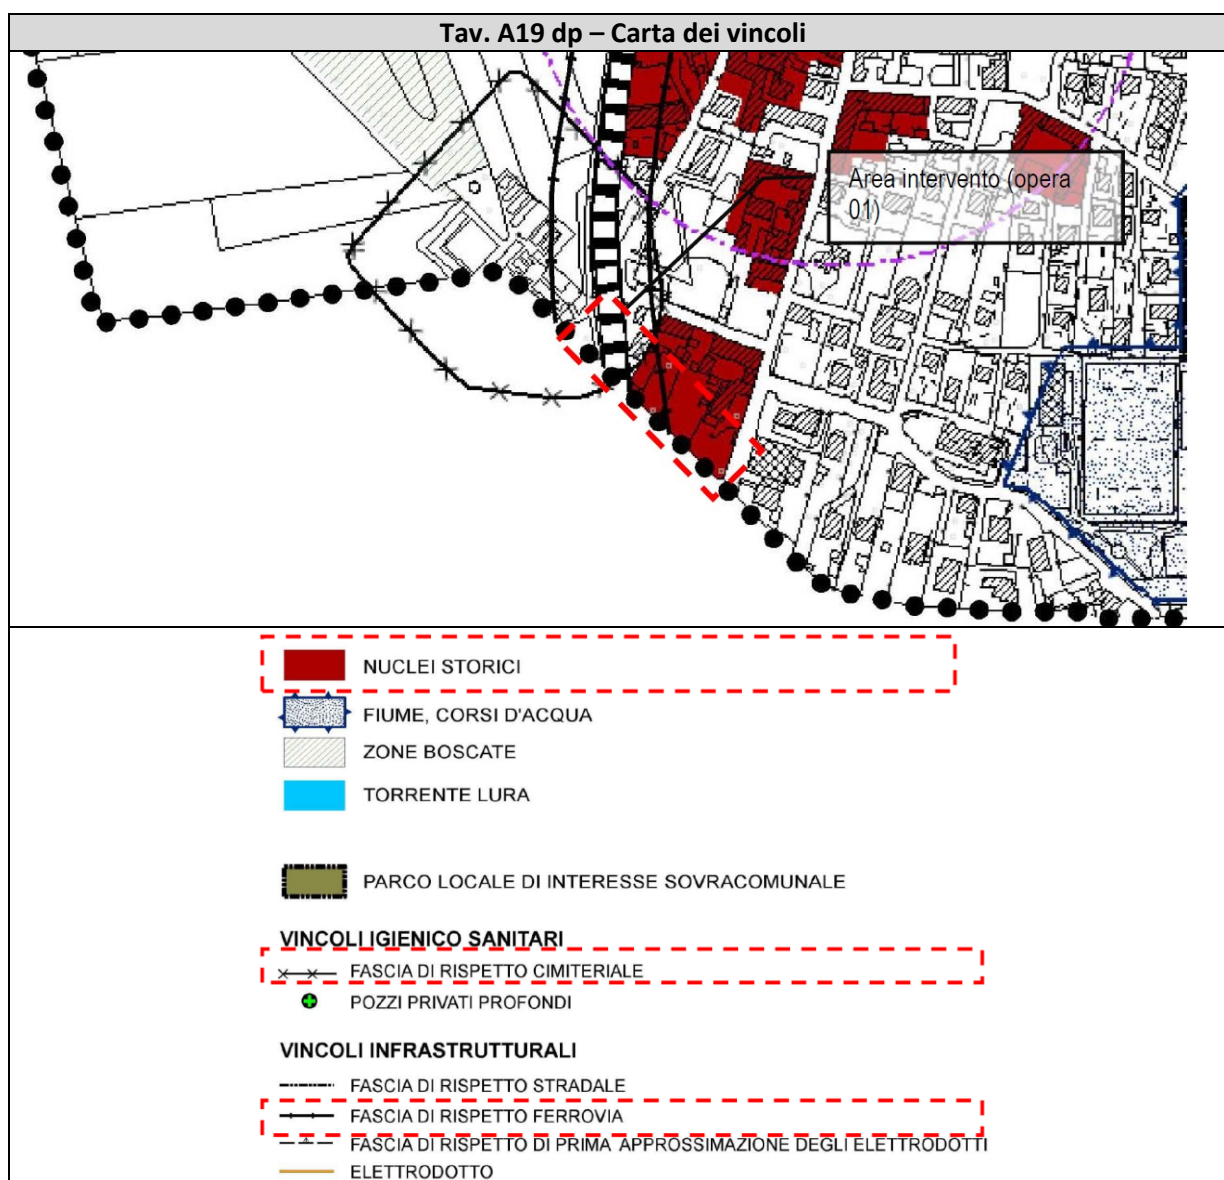 Tav. A19 dp – Carta dei vincoli
Area intervento (opera
01)
NUCLEI STORICI
FIUME, CORSI D'ACQUA
ZONE BOSCATE
TORRENTE LURA
PARCO LOCALE DI INTERESSE SOVRACOMUNALE
VINCOLI IGIENICO SANITARI
FASCIA DI RISPETTO CIMITERIALE
POZZI PRIVATI PROFONDI
VINCOLI INFRASTRUTTURALI
FASCIA DI RISPETTO STRADALE
FASCIA DI RISPETTO FERROVIA
FASCIA DI RISPETTO DI PRIMA APPROSSIMAZIONE DEGLI ELETTRODOTTI
ELETTRODOTTO